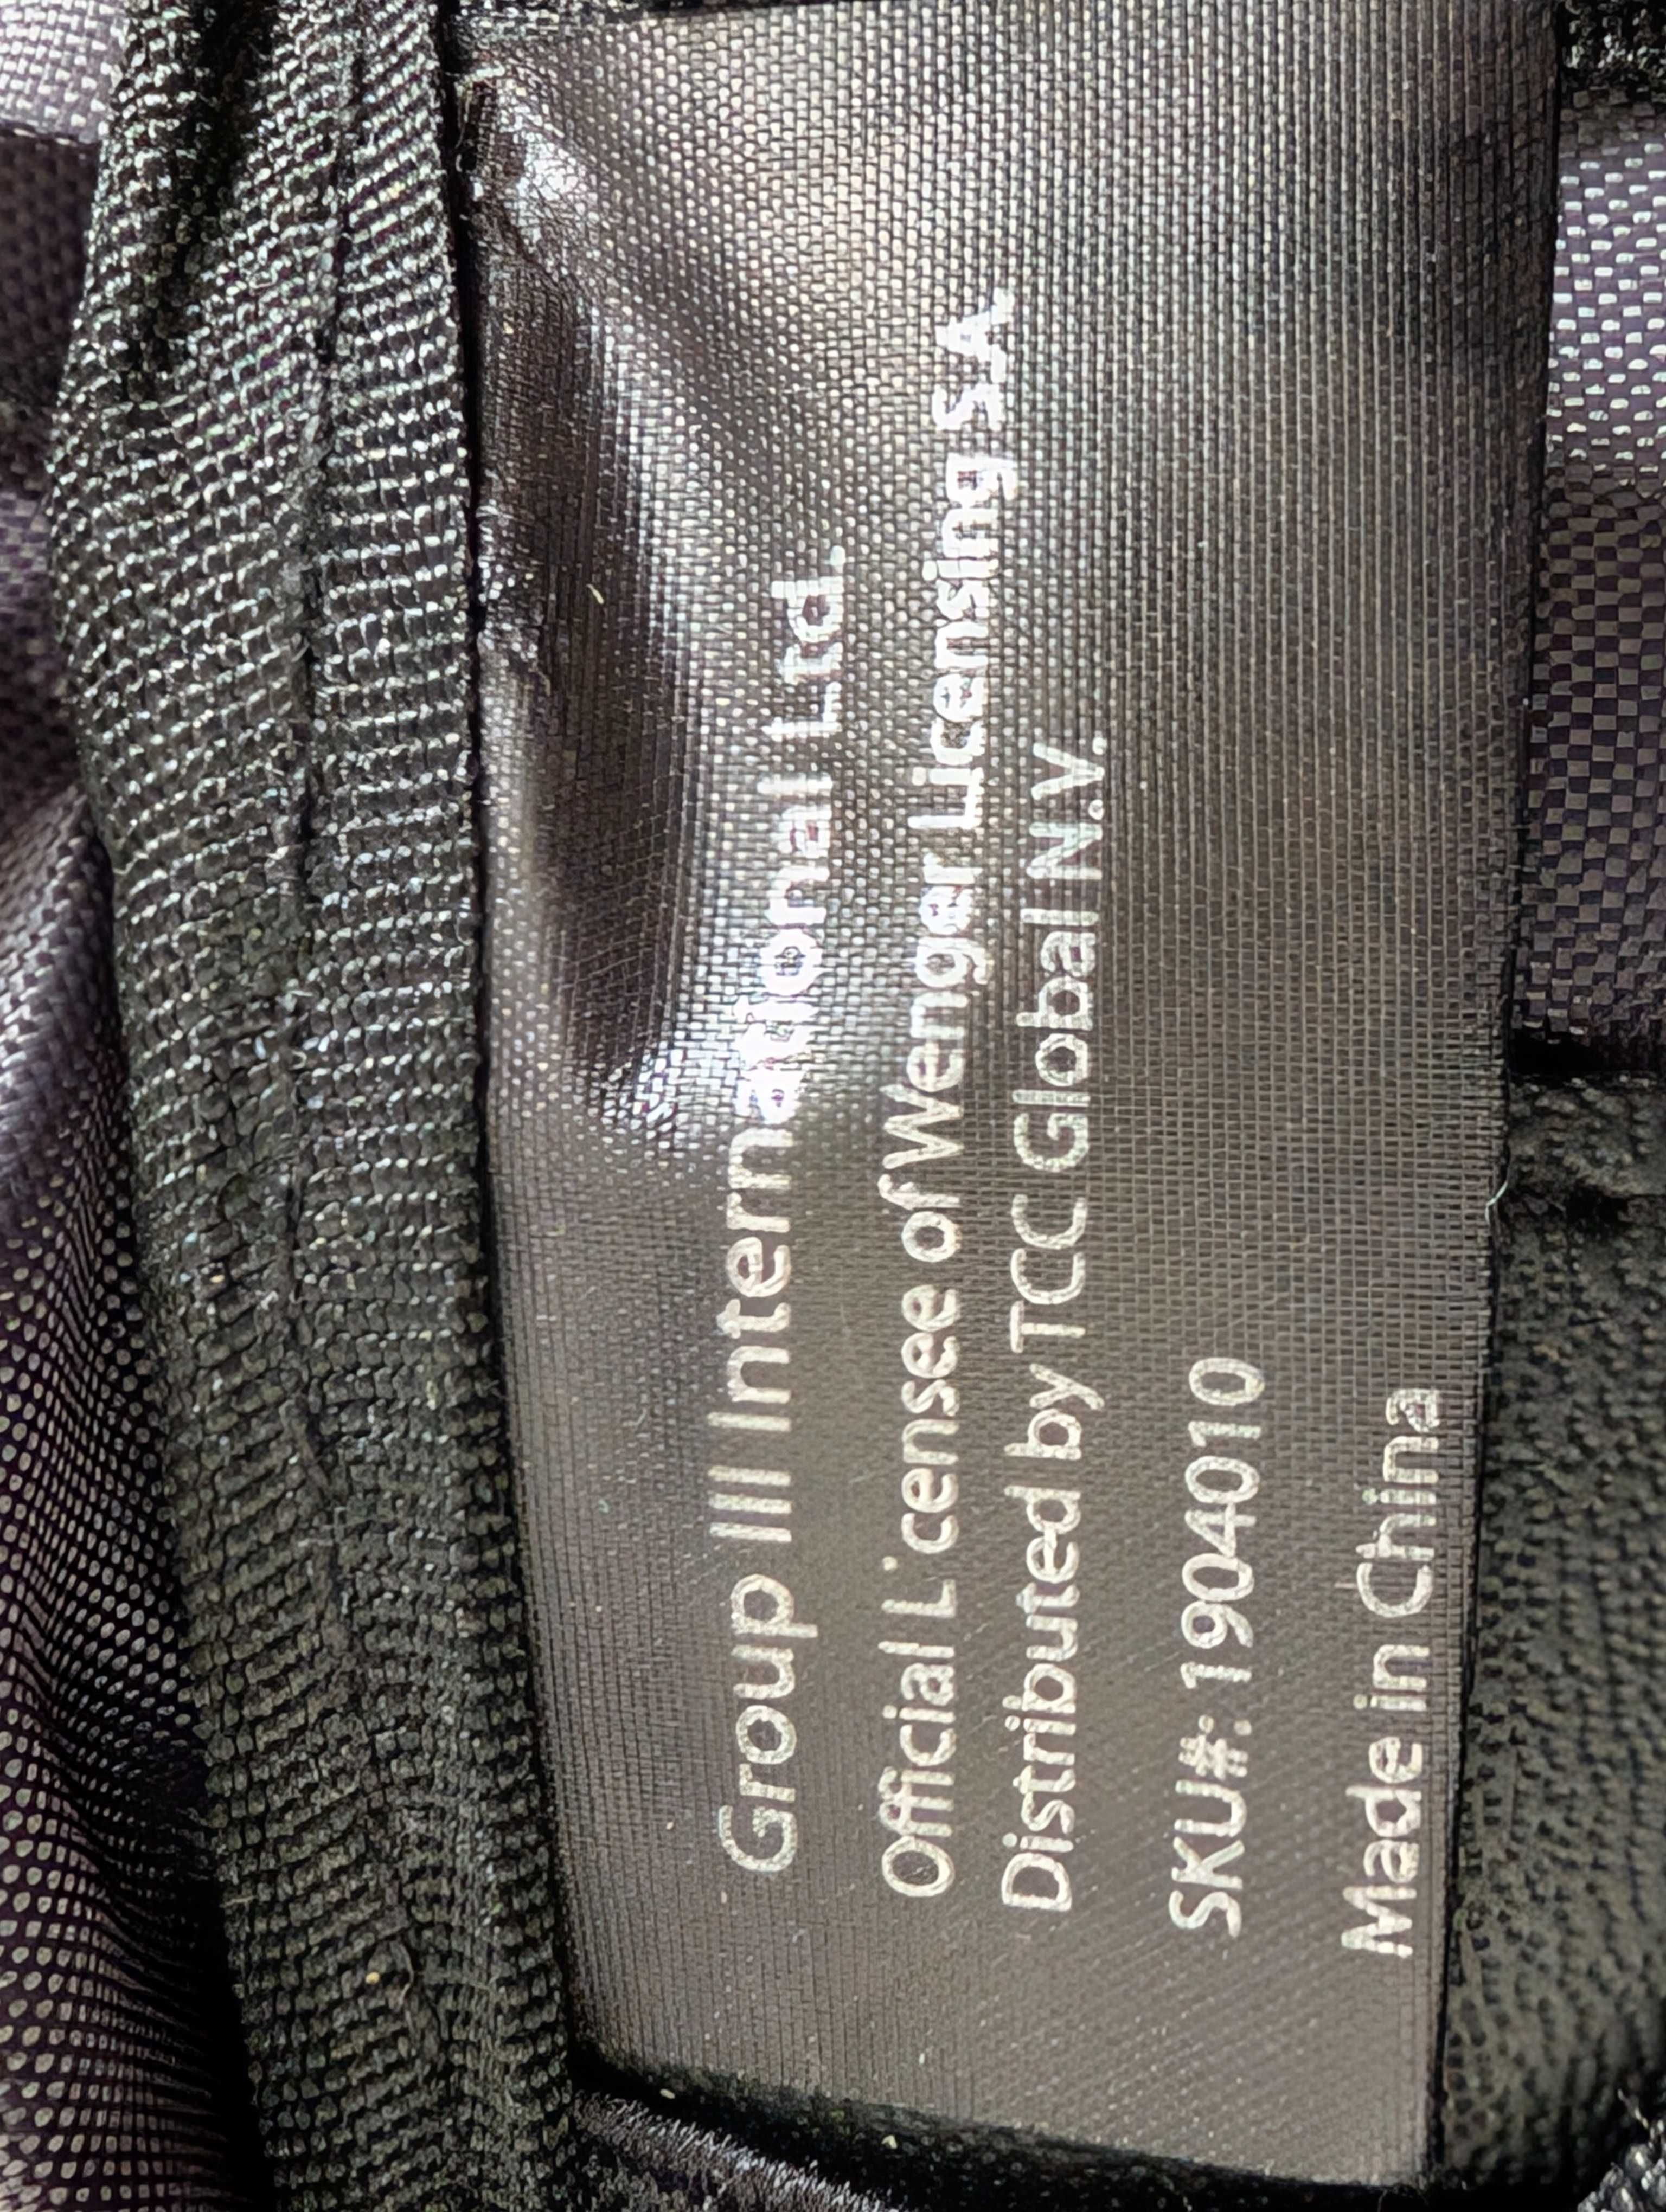 Group III International Ltd.
Official Licensee of Wenger Licensing SA
Distributed by TCC Global N.V.
SKU#: 1904010
Made in China